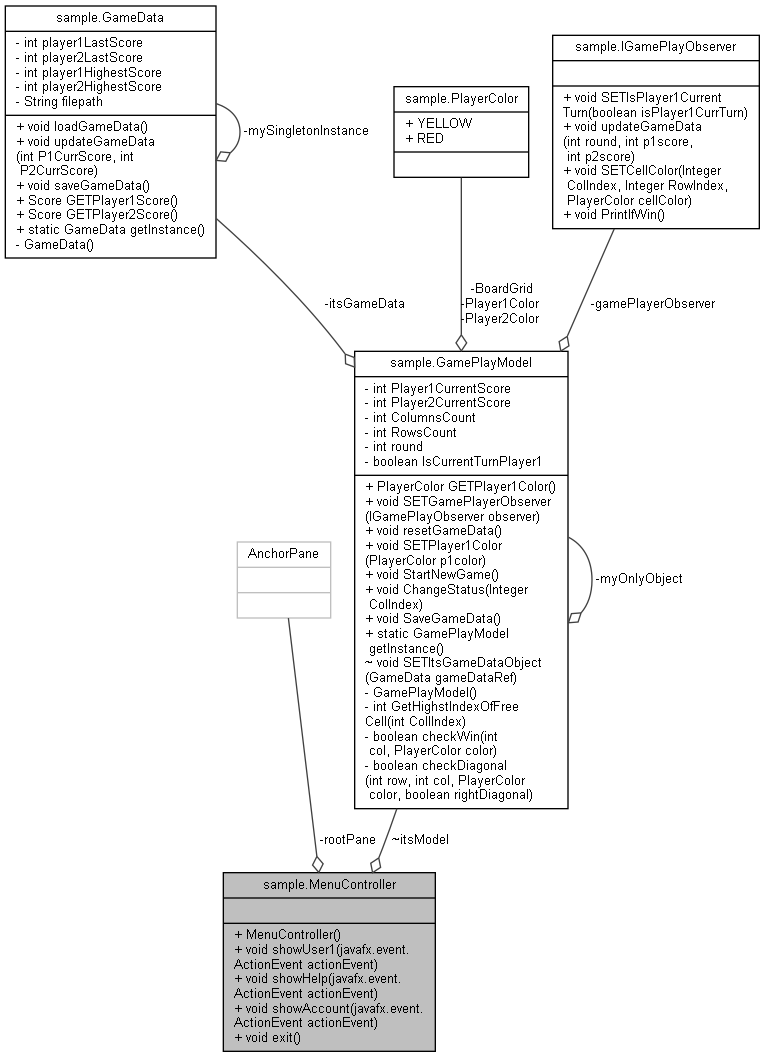 sample.GameData
- int player1LastScore
- int player2LastScore
- int player1HighestScore
- int player2HighestScore
- String filepath
+ void loadGameData()
+ void updateGameData
(int P1CurrScore, int
P2CurrScore)
+ void saveGameData()
+ Score GETPlayer1Score()
+ Score GETPlayer2Score()
+ static GameData getInstance()
- GameData()
-mySingletonInstance
sample.PlayerColor
+ YELLOW
+ RED
sample.IGamePlayObserver
+ void SETIsPlayer1Current
Turn(boolean isPlayer1CurrTurn)
+ void updateGameData
(int round, int p1score,
int p2score)
+ void SETCellColor(Integer
ColIndex, Integer RowIndex,
PlayerColor cellColor)
+ void PrintIfWin()
-itsGameData
-BoardGrid
-Player1Color
-Player2Color
-gamePlayerObserver
sample.GamePlayModel
- int Player1CurrentScore
- int Player2CurrentScore
- int ColumnsCount
- int RowsCount
- int round
- boolean IsCurrentTurnPlayer1
+ PlayerColor GETPlayer1Color()
+ void SETGamePlayerObserver
(IGamePlayObserver observer)
+ void resetGameData()
+ void SETPlayer1Color
(PlayerColor p1color)
+ void StartNewGame()
+ void ChangeStatus(Integer
ColIndex)
+ void SaveGameData()
+ static GamePlayModel
getInstance()
~ void SETItsGameDataObject
(GameData gameDataRef)
- GamePlayModel()
- int GetHighstIndexOfFree
Cell(int CollIndex)
- boolean checkWin(int
col, PlayerColor color)
- boolean checkDiagonal
(int row, int col, PlayerColor
color, boolean rightDiagonal)
-myOnlyObject
AnchorPane
-rootPane
~itsModel
sample.MenuController
+ MenuController()
+ void showUser1(javafx.event.
ActionEvent actionEvent)
+ void showHelp(javafx.event.
ActionEvent actionEvent)
+ void showAccount(javafx.event.
ActionEvent actionEvent)
+ void exit()